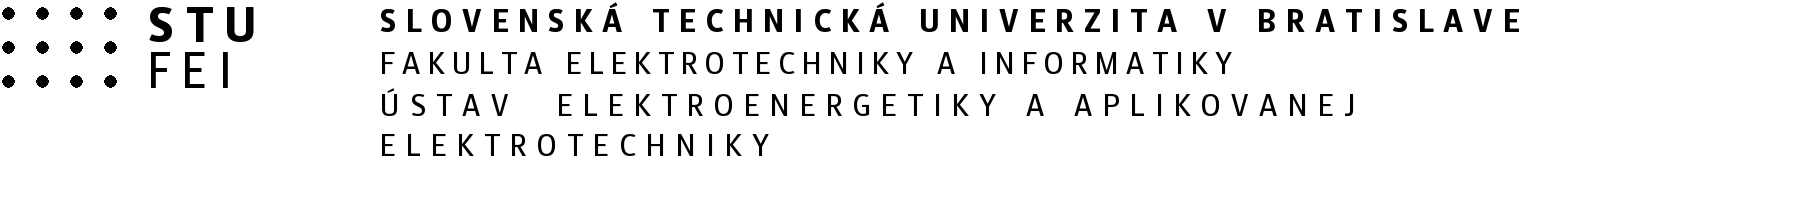 STU
FEI
SLOVENSKÁ TECHNICKÁ UNIVERZITA V BRATISLAVE
FAKULTA ELEKTROTECHNIKY A INFORMATIKY
ÚSTAV ELEKTROENERGETIKY A APLIKOVANEJ
ELEKTROTECHNIKY